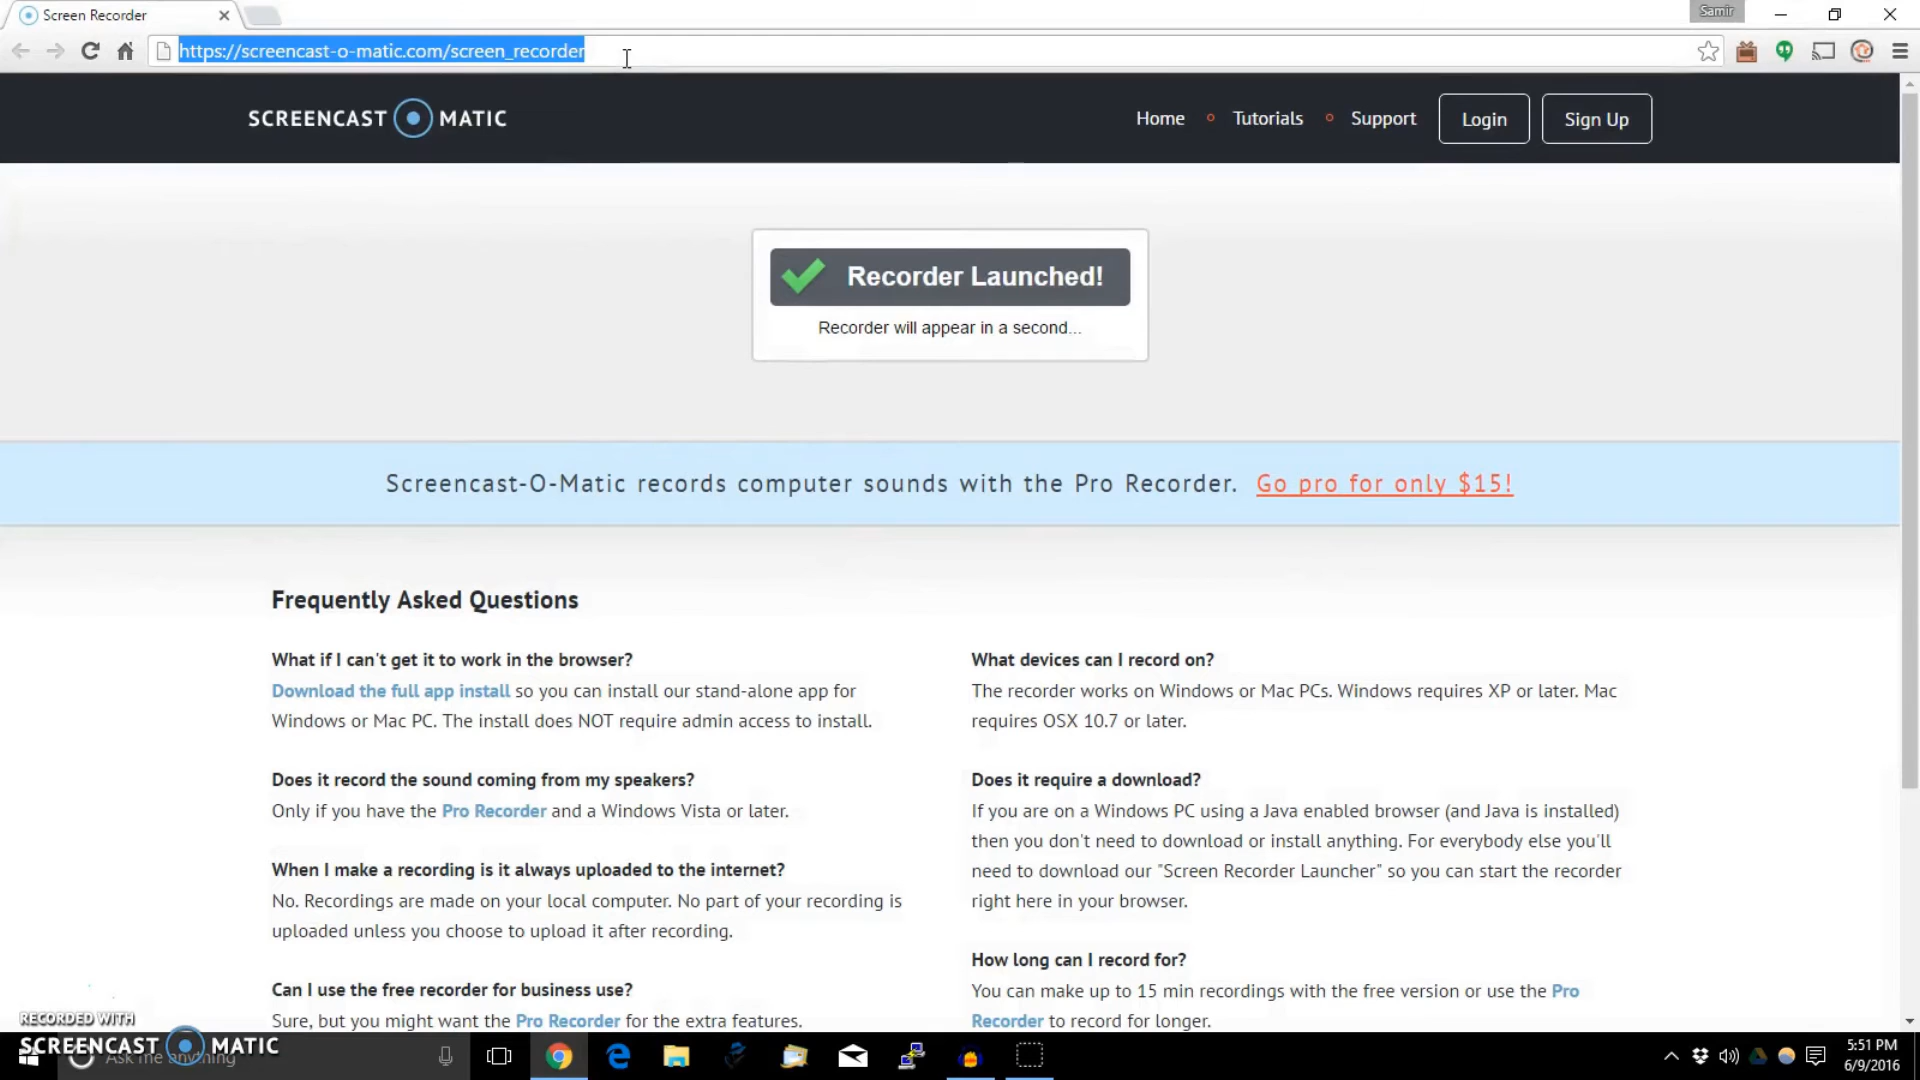 Screen Recorder
Samir
https://screencast-o-matic.com/screen_recorder
SCREENCAST MATIC
Home
Tutorials
Support
Login
Sign Up
Recorder Launched!
Recorder will appear in a second...
Screencast-O-Matic records computer sounds with the Pro Recorder. Go pro for only $15!
Frequently Asked Questions
What if I can't get it to work in the browser?
Download the full app install so you can install our stand-alone app for
Windows or Mac PC. The install does NOT require admin access to install.
Does it record the sound coming from my speakers?
Only if you have the Pro Recorder and a Windows Vista or later.
When I make a recording is it always uploaded to the internet?
No. Recordings are made on your local computer. No part of your recording is
uploaded unless you choose to upload it after recording.
Can I use the free recorder for business use?
Sure, but you might want the Pro Recorder for the extra features.
What devices can I record on?
The recorder works on Windows or Mac PCs. Windows requires XP or later. Mac
requires OSX 10.7 or later.
Does it require a download?
If you are on a Windows PC using a Java enabled browser (and Java is installed)
then you don't need to download or install anything. For everybody else you'll
need to download our "Screen Recorder Launcher" so you can start the recorder
right here in your browser.
How long can I record for?
You can make up to 15 min recordings with the free version or use the Pro
Recorder to record for longer.
RECORDED WITH
SCREENCAST MATIC
Ask me anything
5:51 PM
6/9/2016